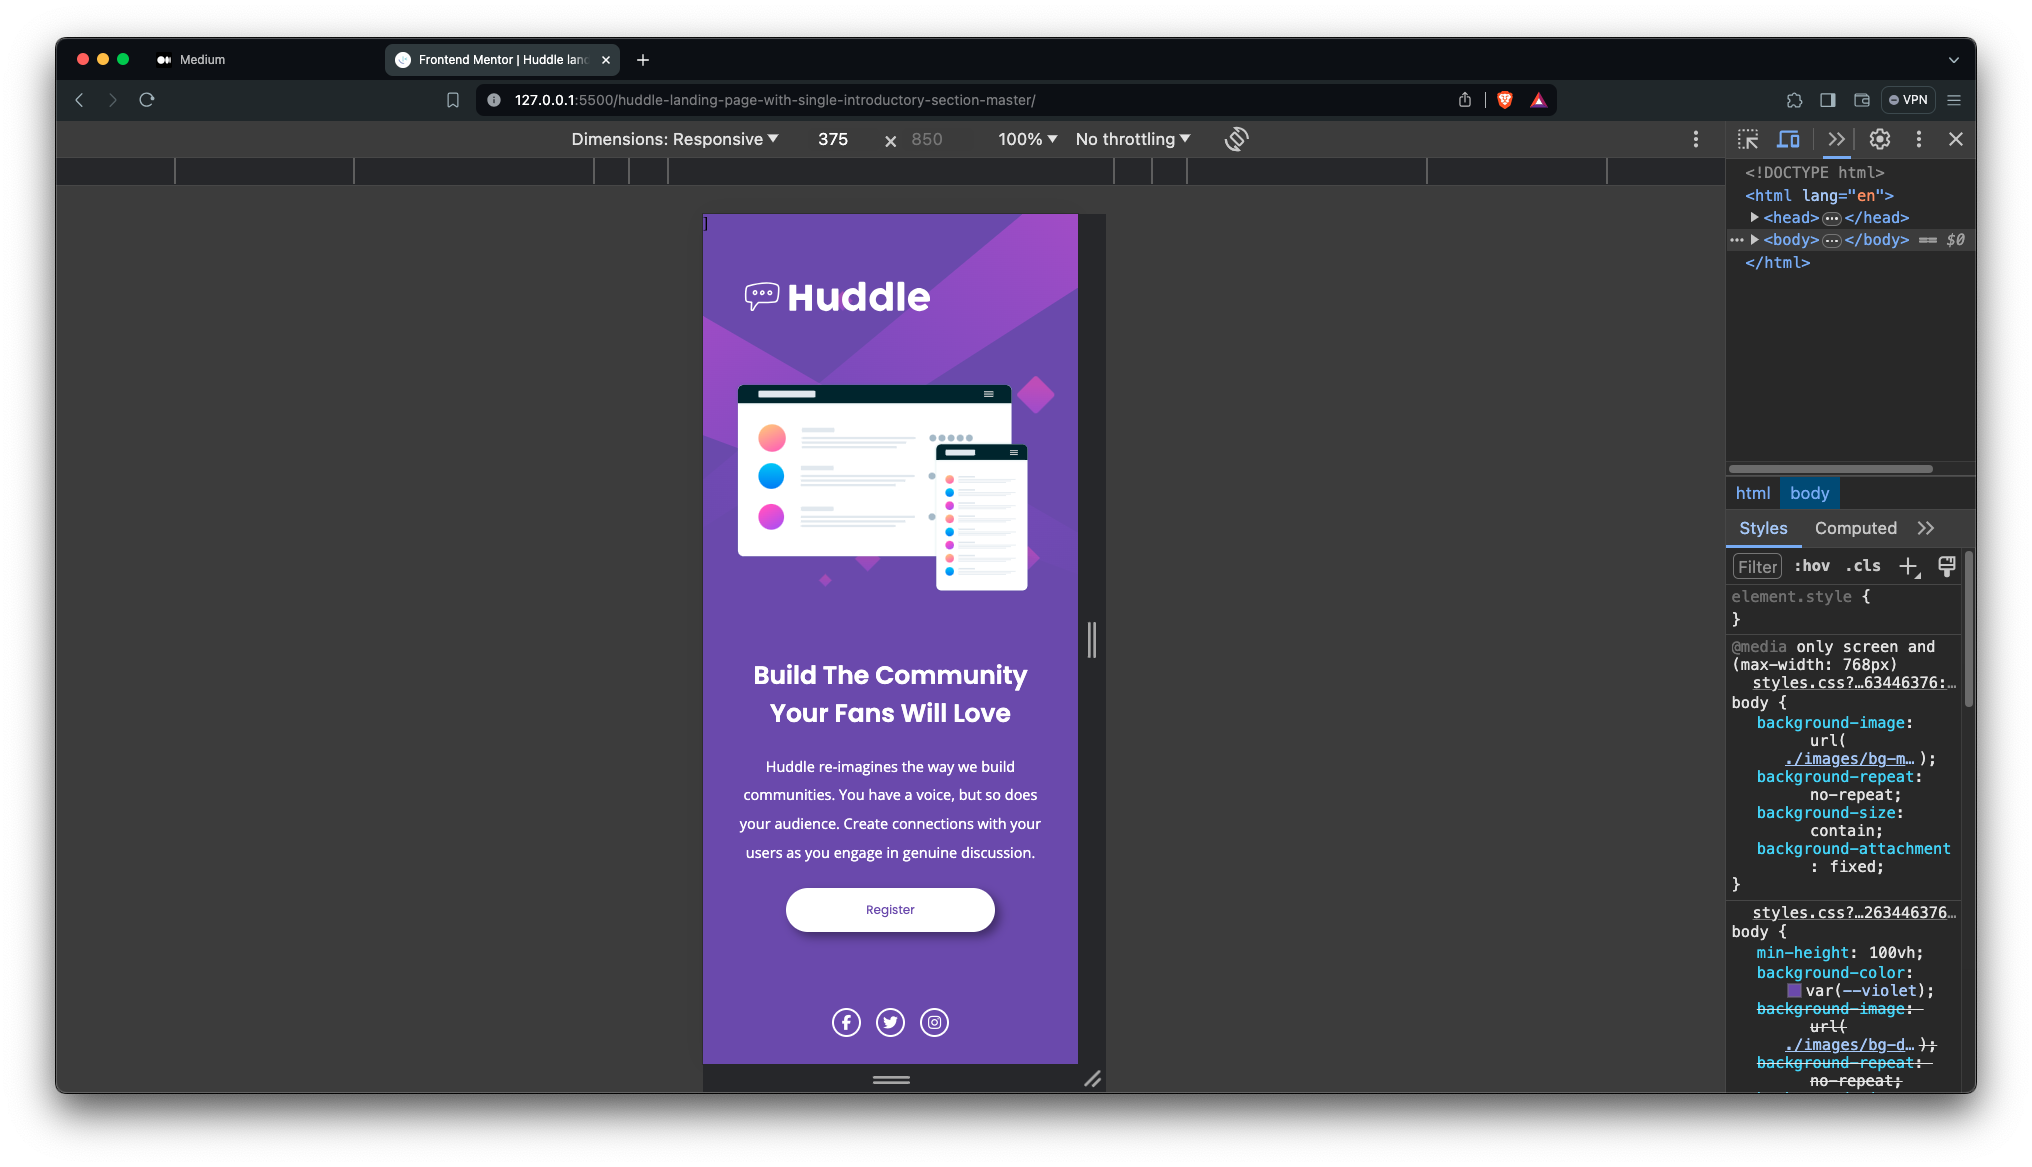 Medium
Frontend Mentor | Huddle lan
127.0.0.1:5500/huddle-landing-page-with-single-introductory-section-master/
VPN
Dimensions: Responsive ▼ 375 × 850 100% ▼ No throttling ▼
]
Huddle
Build The Community
Your Fans Will Love
Huddle re-imagines the way we build
communities. You have a voice, but so does
your audience. Create connections with your
users as you engage in genuine discussion.
Register
<!DOCTYPE html>
<html lang="en">
<head> … </head>
… <body> … </body> == $0
</html>
html body
Styles Computed
Filter :hov .cls
element.style {
}
@media only screen and
(max-width: 768px)
styles.css?…63446376:…
body {
background-image:
url(
./images/bg-m… );
background-repeat:
no-repeat;
background-size:
contain;
background-attachment
: fixed;
}
styles.css?…263446376…
body {
min-height: 100vh;
background-color:
var(--violet);
background-image:
url(
./images/bg-d… );
background-repeat:
no-repeat;